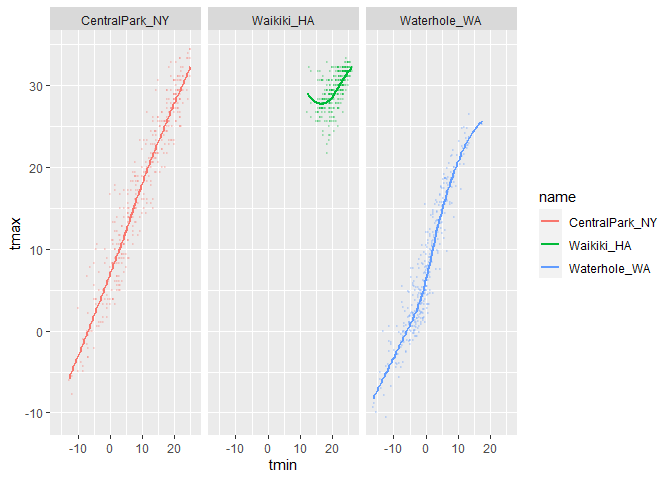 CentralPark_NY Waikiki_HA Waterhole_WA
30
20
10
0
-10
tmax
-10 0 10 20 -10 0 10 20 -10 0 10 20
tmin
name
CentralPark_NY
Waikiki_HA
Waterhole_WA